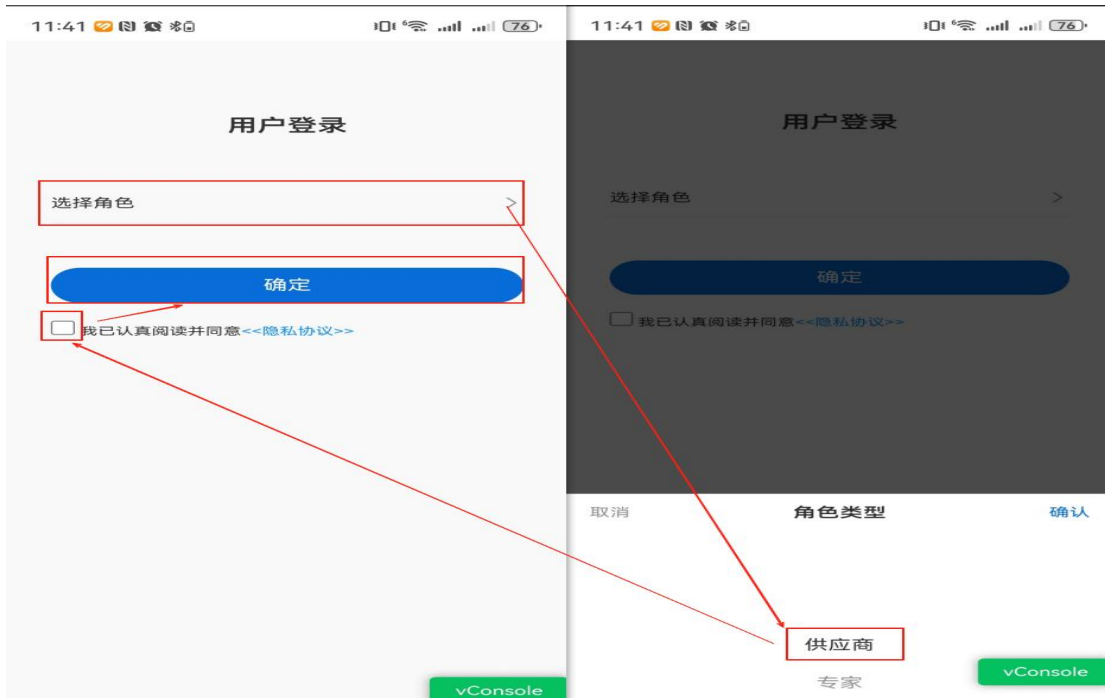 11:41
76
用户登录
选择角色
确定
我已认真阅读并同意<<隐私协议>>
vConsole
11:41
76
用户登录
选择角色
确定
我已认真阅读并同意<<隐私协议>>
取消 角色类型 确认
供应商
专家
vConsole